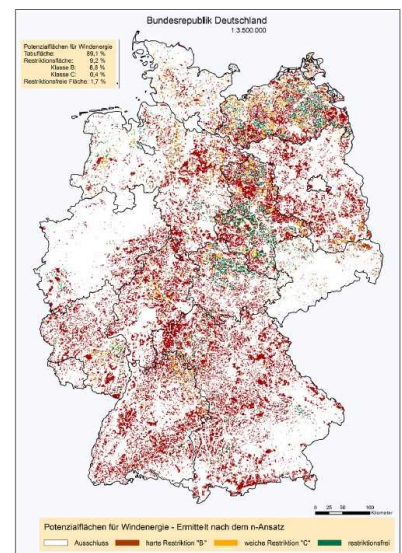 Bundesrepublik Deutschland
1:3.500.000
Potenzialflächen für Windenergie
Tabufläche: 89,1 %
Restriktionsfläche: 9,2 %
Klasse B: 8,8 %
Klasse C: 0,4 %
Restriktionsfreie Fläche: 1,7 %
0 25 50 100
Kilometer
Potenzialflächen für Windenergie - Ermittelt nach dem n-Ansatz
Ausschluss harte Restriktion "B" weiche Restriktion "C" restriktionsfrei